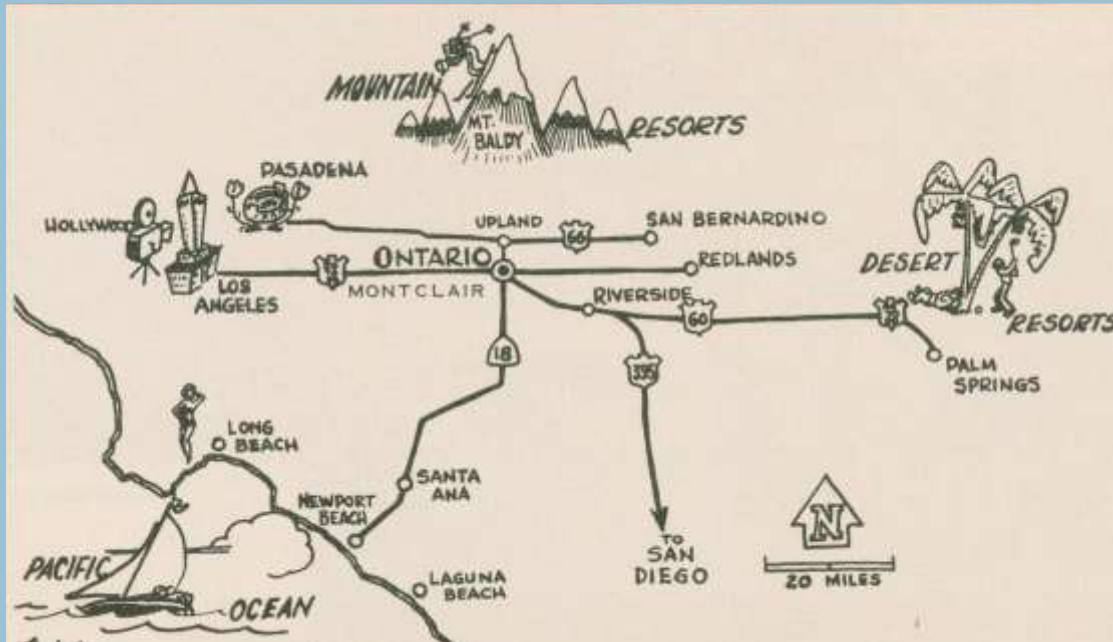 MOUNTAIN
MT.
BALDY
RESORTS
PASADENA
HOLLYWOOD
UPLAND
66
SAN BERNARDINO
ONTARIO
REDLANDS
LOS
ANGELES
MONTCLAIR
RIVERSIDE
60
DESERT
RESORTS
PALM
SPRINGS
18
395
LONG
BEACH
SANTA
ANA
NEWPORT
BEACH
TO
SAN
DIEGO
N
20 MILES
PACIFIC
OCEAN
LAGUNA
BEACH